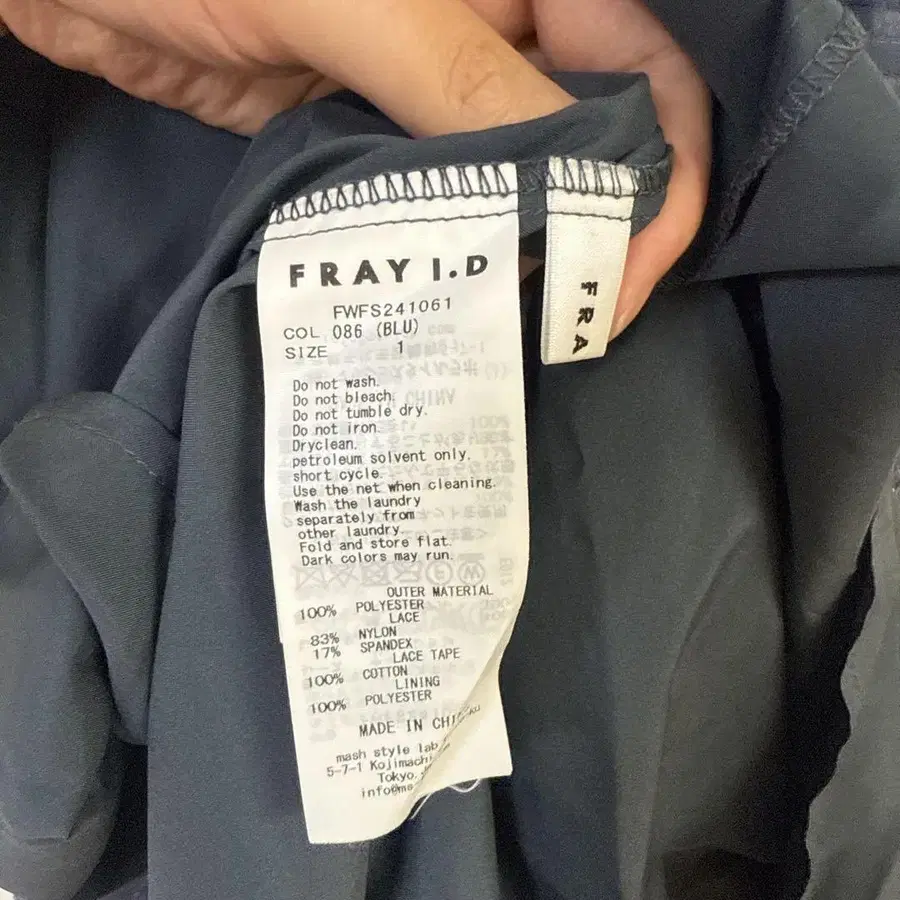 FRAY I.D
FWFS241061
COL 086 (BLU)
SIZE 1
Do not wash.
Do not bleach.
Do not tumble dry.
Do not iron.
Dryclean.
petroleum solvent only.
short cycle.
Use the net when cleaning.
Wash the laundry
separately from
other laundry.
Fold and store flat.
Dark colors may run.
OUTER MATERIAL
100% POLYESTER
LACE
83% NYLON
17% SPANDEX
LACE TAPE
100% COTTON
LINING
100% POLYESTER
MADE IN
mash style lab
5-7-1 Kojimachi
Tokyo.
FRA